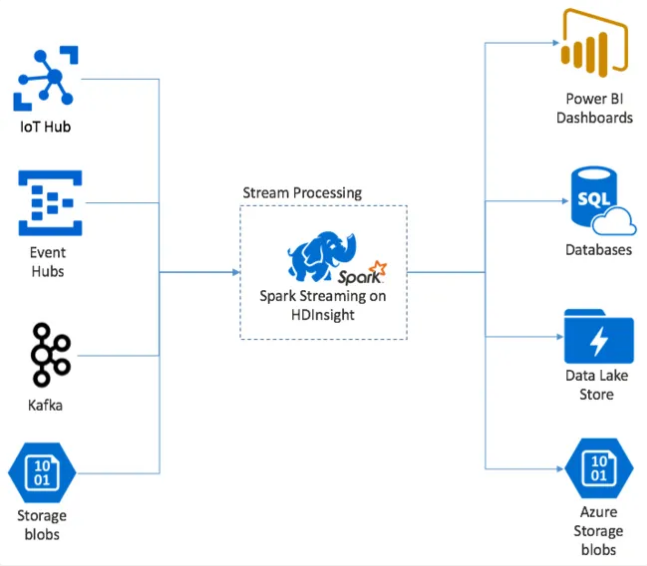 IoT Hub
Event
Hubs
Kafka
10
01
Storage
blobs
Stream Processing
Spark
Spark Streaming on
HDInsight
Power BI
Dashboards
SQL
Databases
Data Lake
Store
10
01
Azure
Storage
blobs